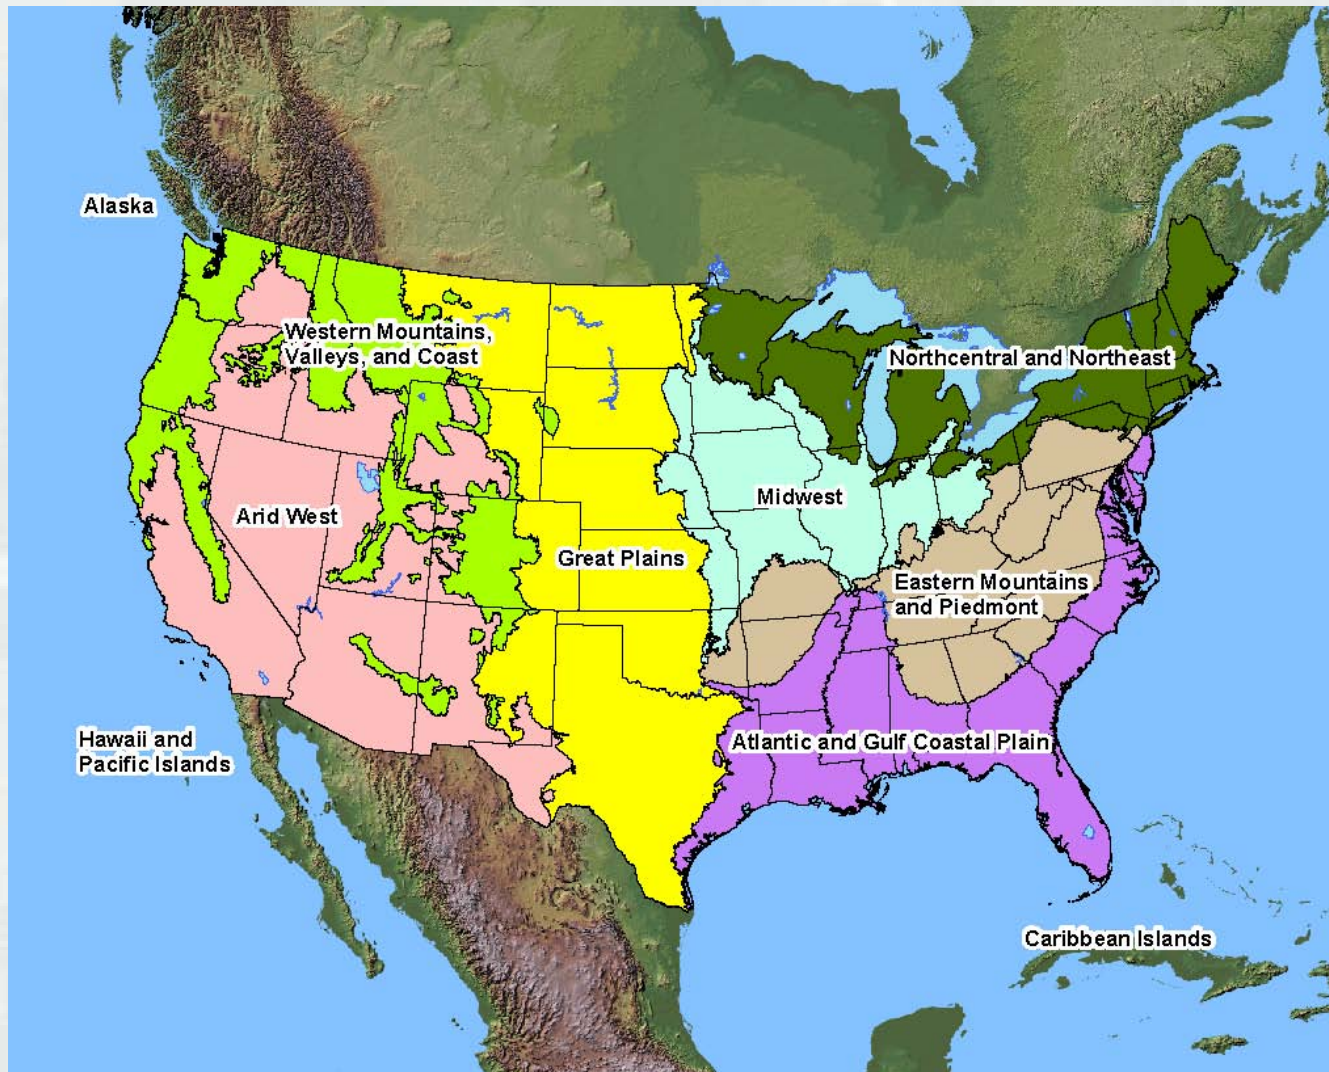 Alaska
Western Mountains,
Valleys, and Coast
Northcentral and Northeast
Midwest
Arid West
Great Plains
Eastern Mountains
and Piedmont
Hawaii and
Pacific Islands
Atlantic and Gulf Coastal Plain
Caribbean Islands